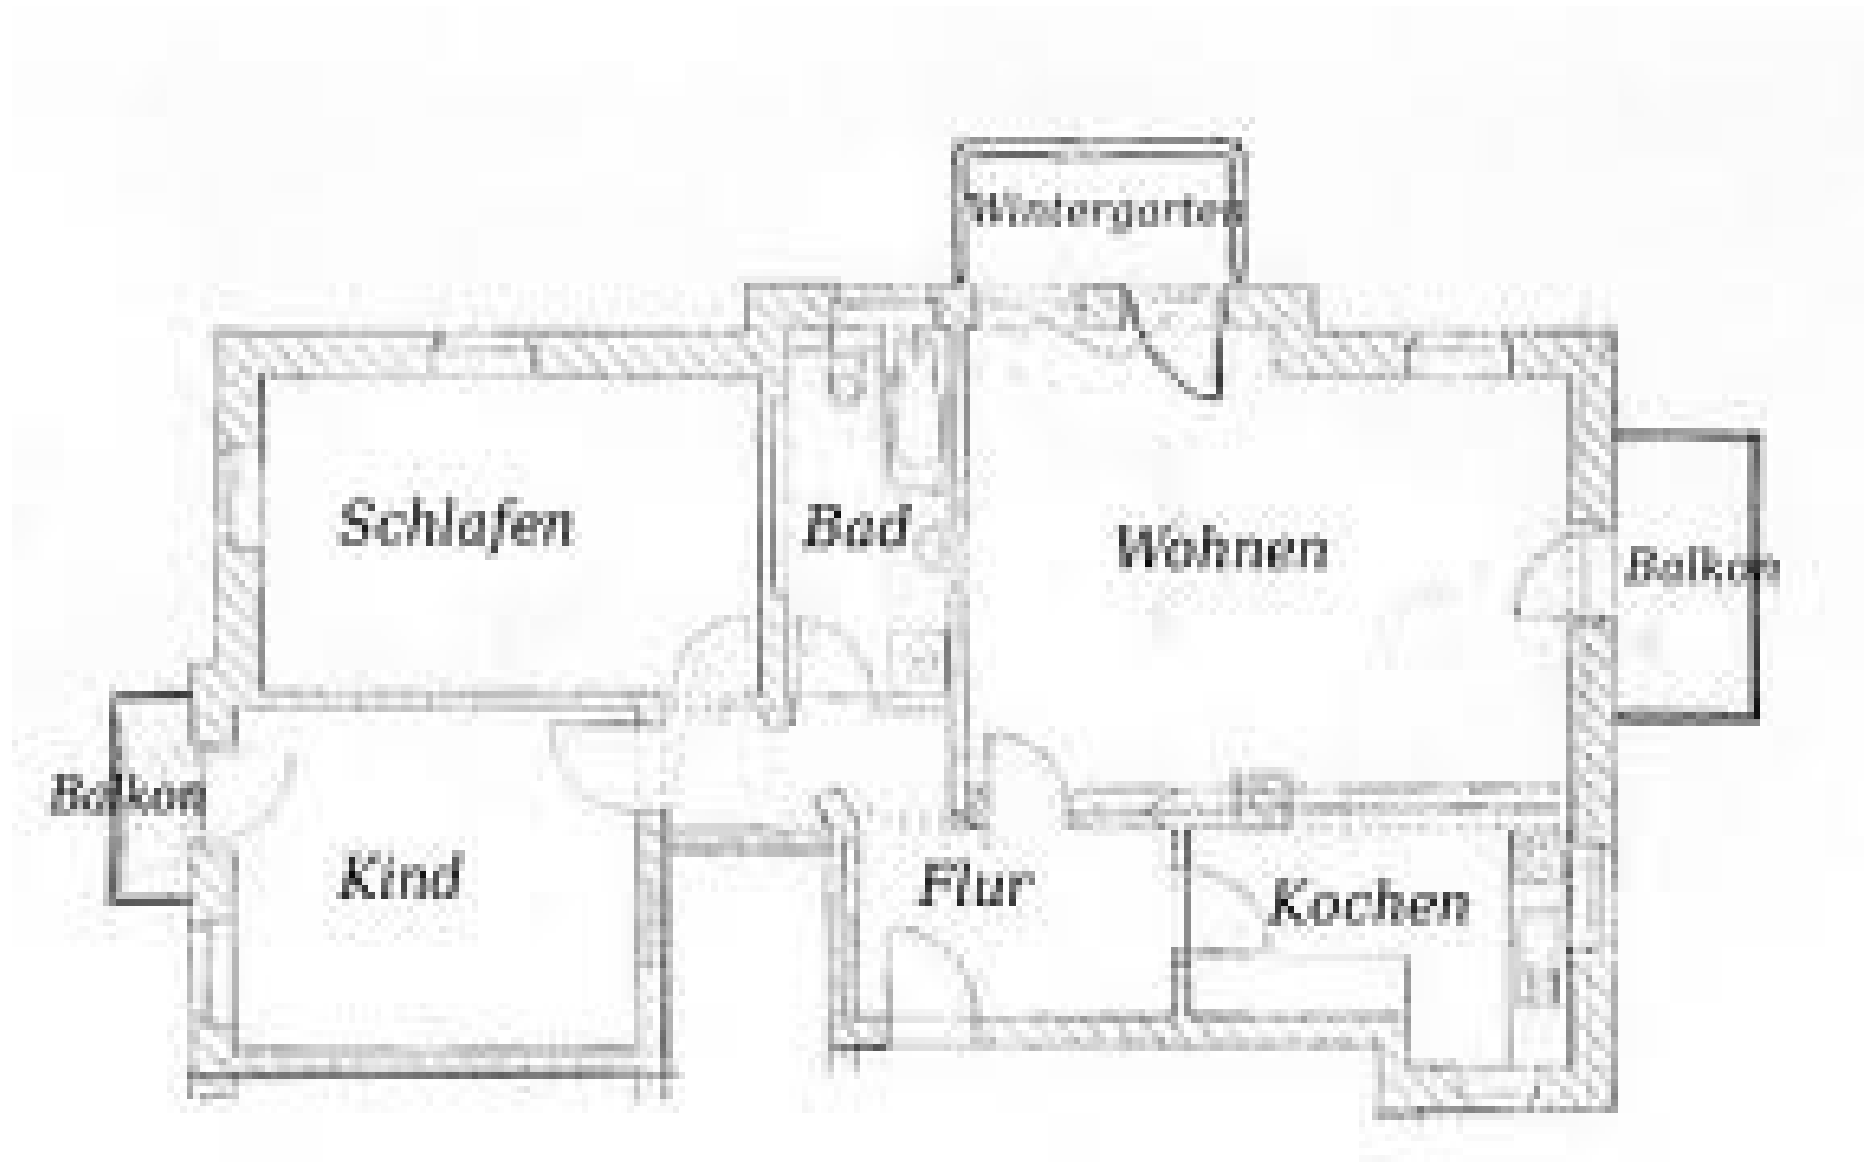 Wintergarten
Schlafen
Bad
Wohnen
Balkon
Balkon
Kind
Flur
Kochen